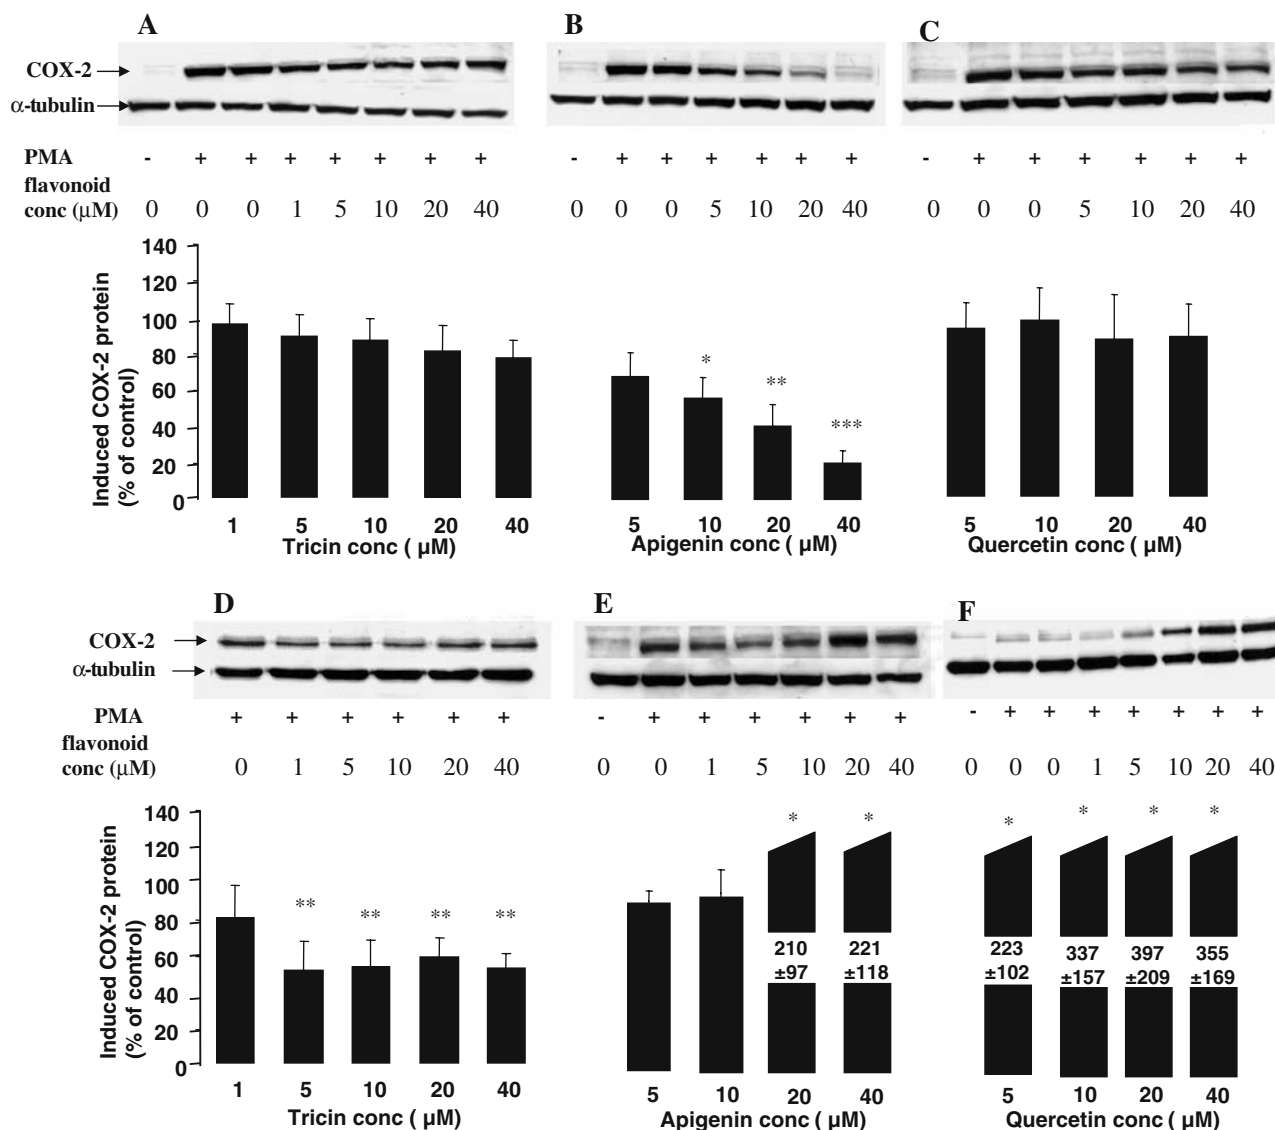 A B C
COX-2
α-tubulin
PMA - + + + + + + + - + + + + + + - + + + + + +
flavonoid
conc (µM) 0 0 0 1 5 10 20 40 0 0 0 5 10 20 40 0 0 0 5 10 20 40
Induced COX-2 protein
(% of control)
140
120
100
80
60
40
20
0
* ** ***
1 5 10 20 40
Tricin conc ( µM)
5 10 20 40
Apigenin conc ( µM)
5 10 20 40
Quercetin conc ( µM)
D E F
COX-2
α-tubulin
PMA + + + + + + - + + + + + + - + + + + + + +
flavonoid
conc (µM) 0 1 5 10 20 40 0 0 1 5 10 20 40 0 0 0 1 5 10 20 40
Induced COX-2 protein
(% of control)
140
120
100
80
60
40
20
0
** ** ** **
* *
* * * *
210 221 223 337 397 355
±97 ±118 ±102 ±157 ±209 ±169
1 5 10 20 40
Tricin conc ( µM)
5 10 20 40
Apigenin conc ( µM)
5 10 20 40
Quercetin conc ( µM)